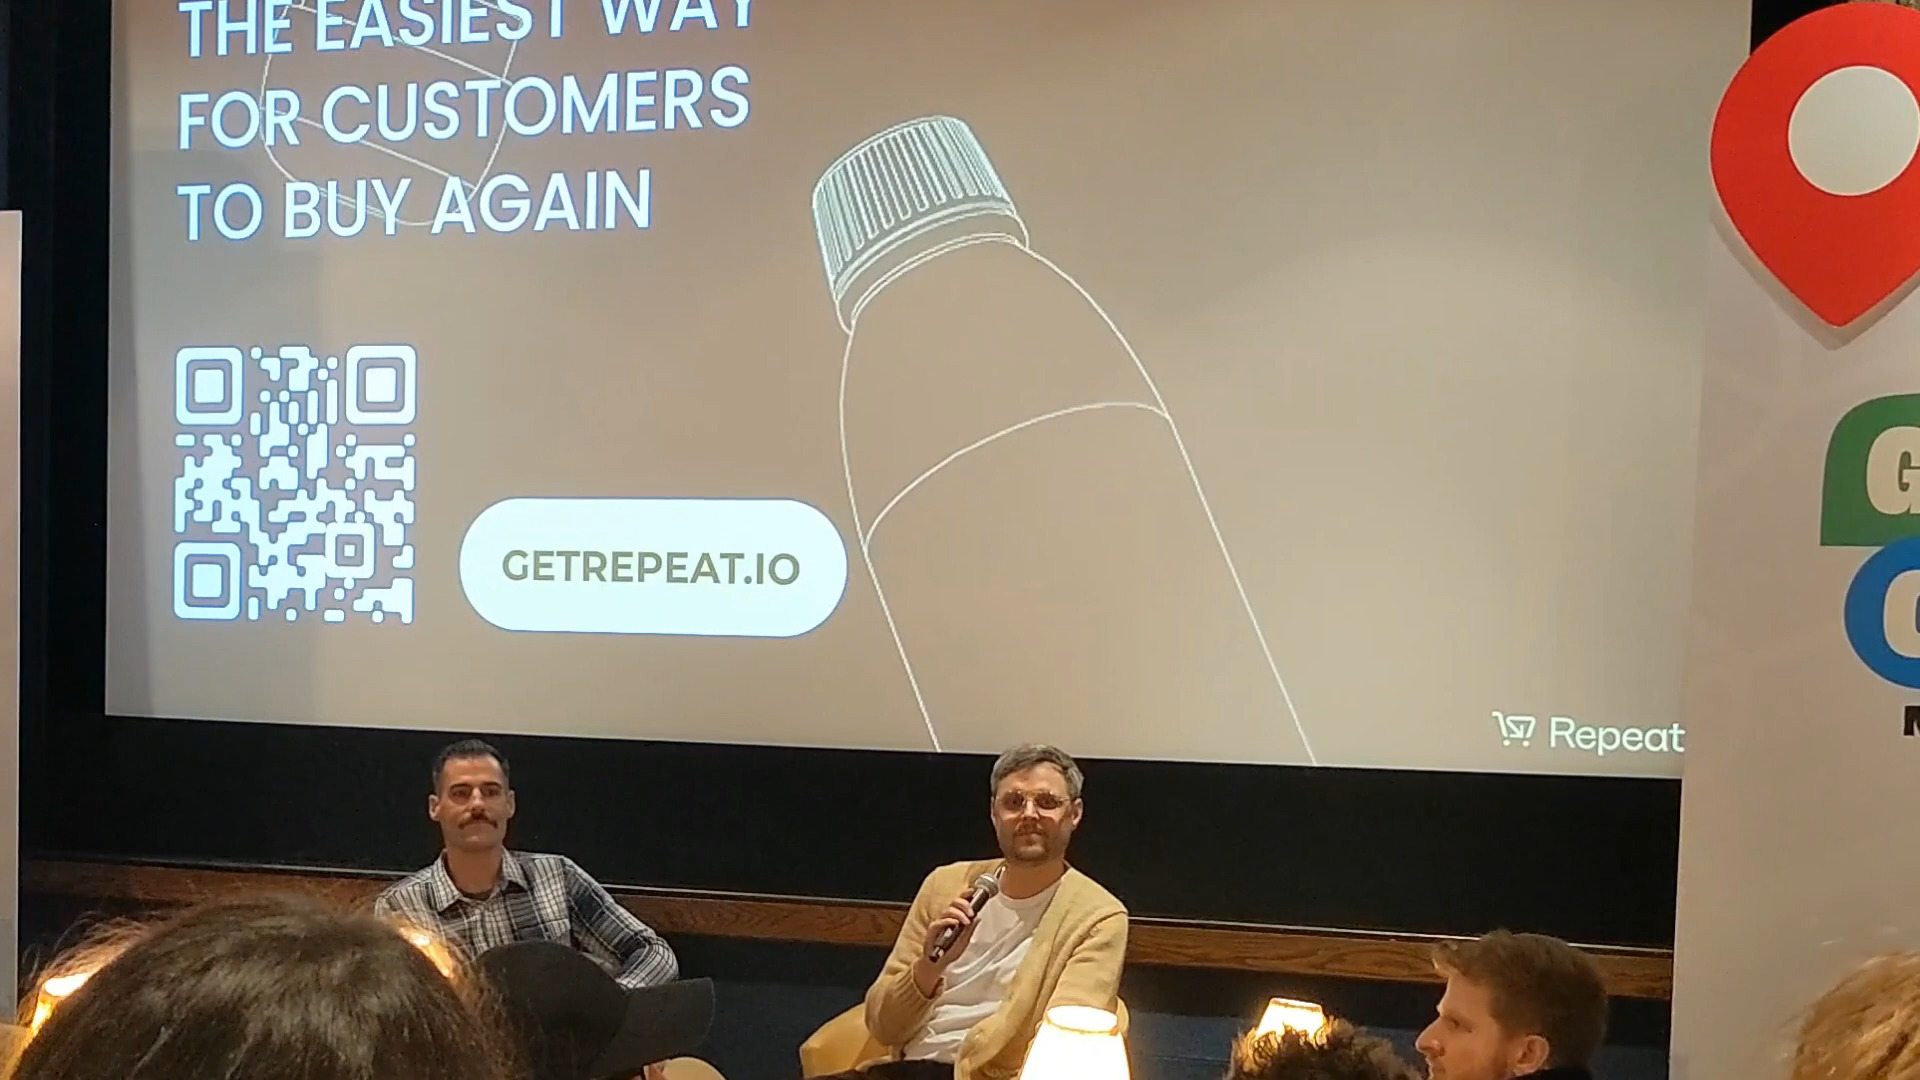 THE EASIEST WAY
FOR CUSTOMERS
TO BUY AGAIN
GETREPEAT.IO
Repeat
G